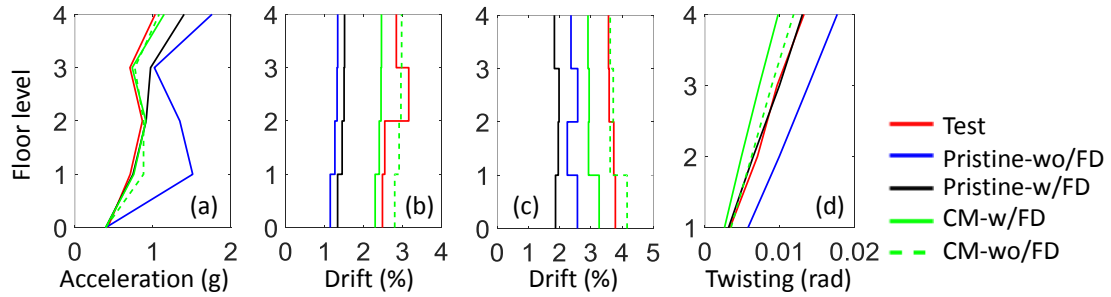 Floor level
4
3
2
1
0
(a)
0 1 2
Acceleration (g)
4
3
2
1
0
(b)
0 1 2 3 4
Drift (%)
4
3
2
1
0
(c)
0 1 2 3 4 5
Drift (%)
4
3
2
1
(d)
0 0.01 0.02
Twisting (rad)
Test
Pristine-wo/FD
Pristine-w/FD
CM-w/FD
CM-wo/FD